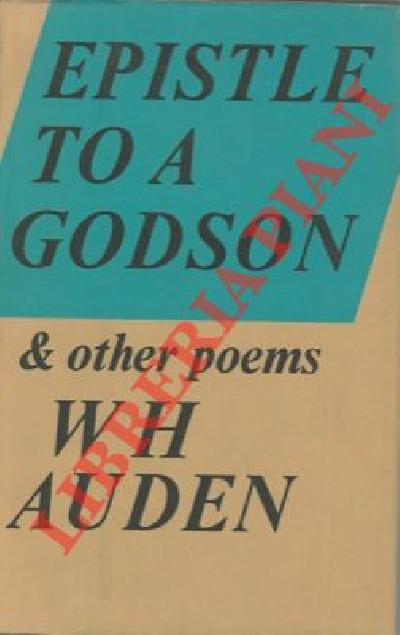 EPISTLE
TO A
GODSON
& other poems
W H
AUDEN
LIBRERIA PIANI